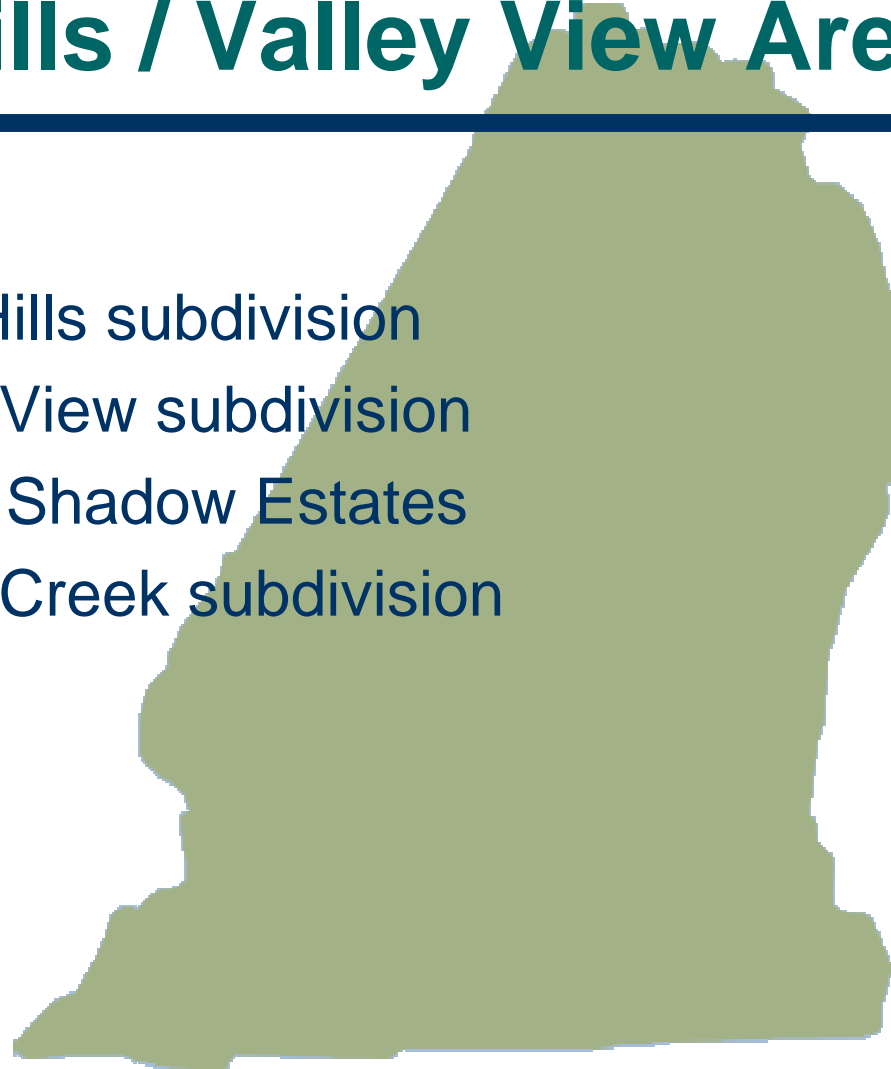 ills / Valley View Are
Hills subdivision
View subdivision
Shadow Estates
Creek subdivision